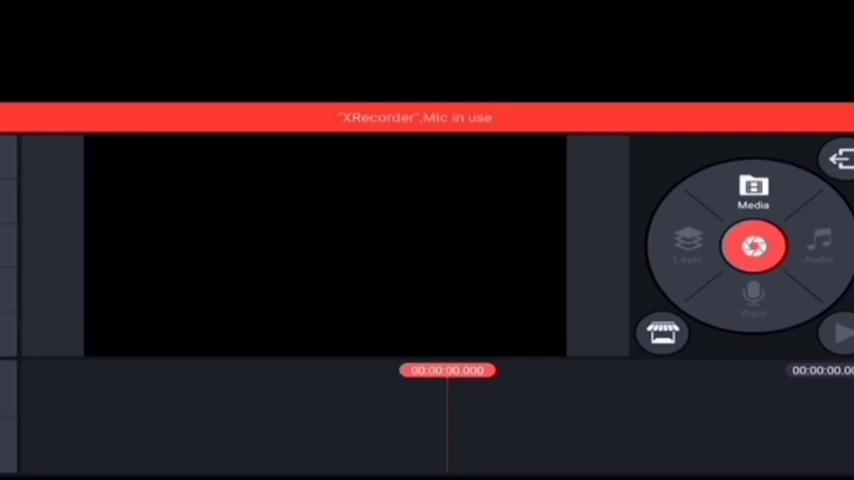 "XRecorder",Mic in use
Media
Layer
Audio
Voice
00:00:00.000
00:00:00.00